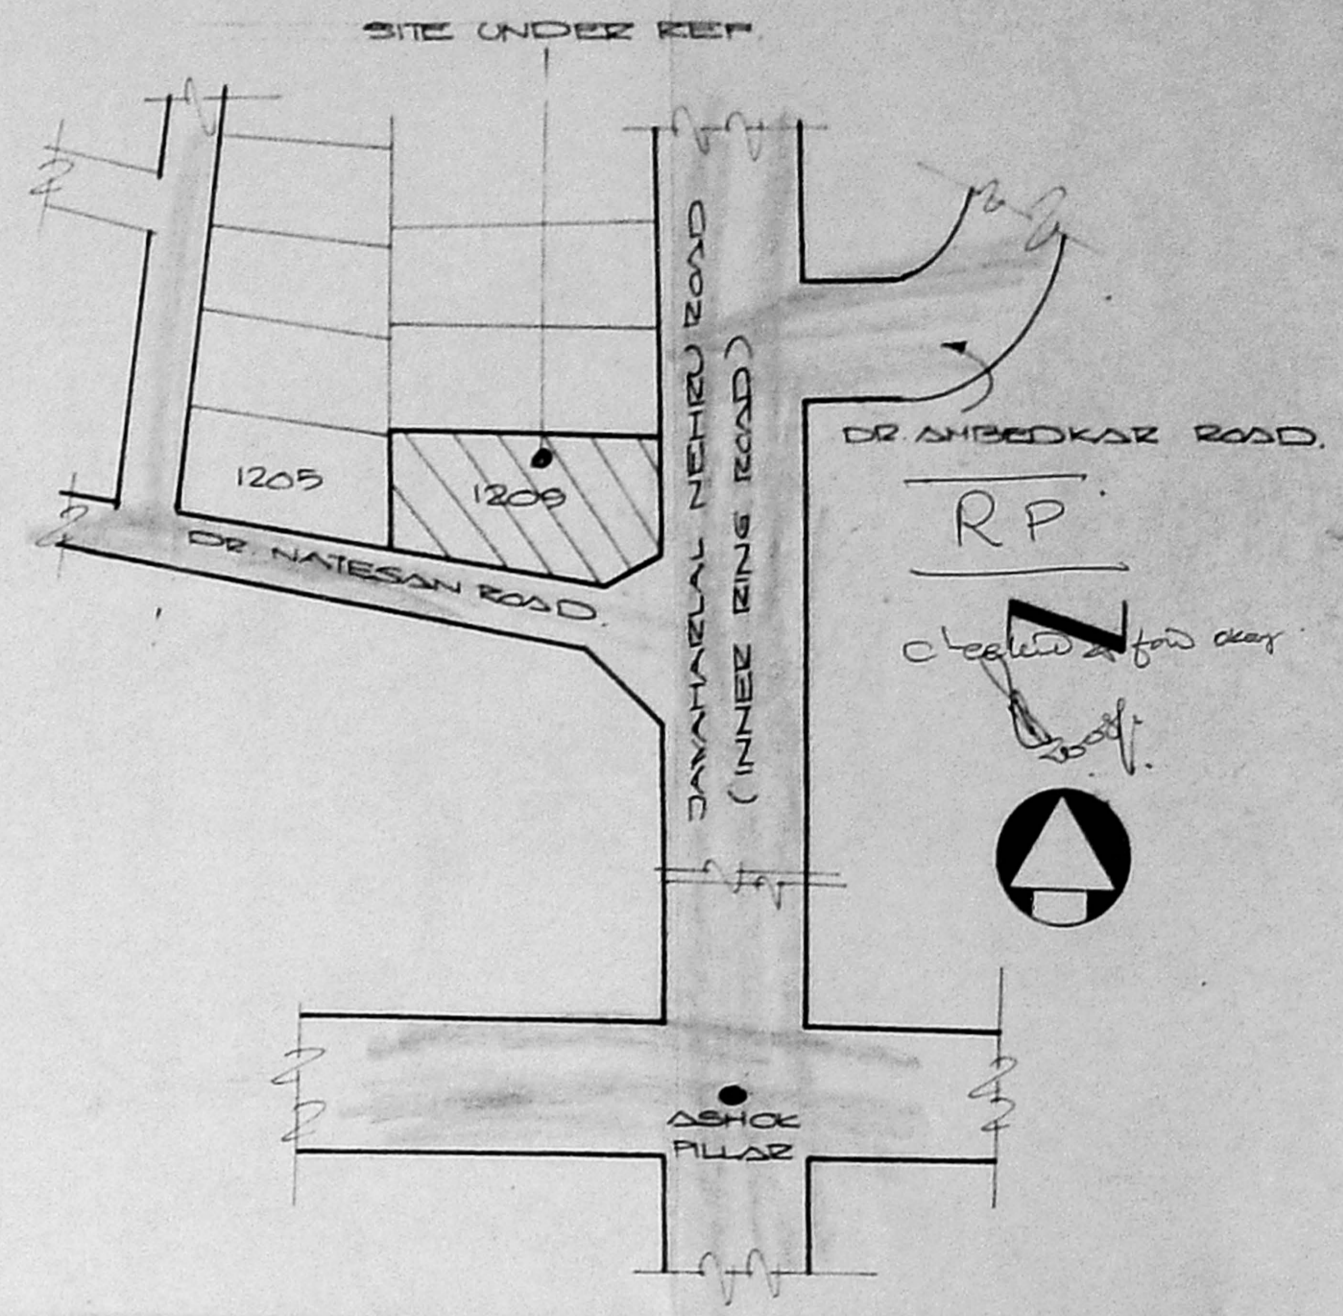 SITE UNDER REF.
JAWAHARLAL NEHRU ROAD
(INNER RING ROAD)
DR. AMBEDKAR ROAD.
1205
1209
RP
DR. NATESAN ROAD.
N
ASHOK
PILLAR